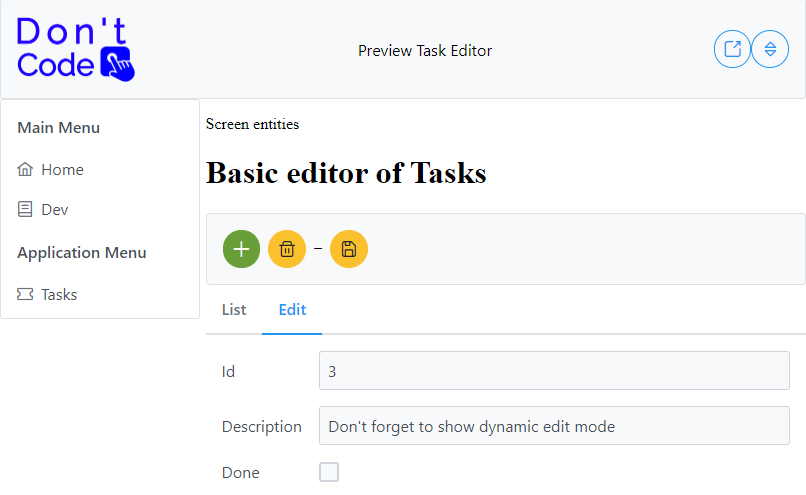 Don't
Code
Preview Task Editor
Main Menu
Home
Dev
Application Menu
Tasks
Screen entities
Basic editor of Tasks
–
List Edit
Id 3
Description Don't forget to show dynamic edit mode
Done